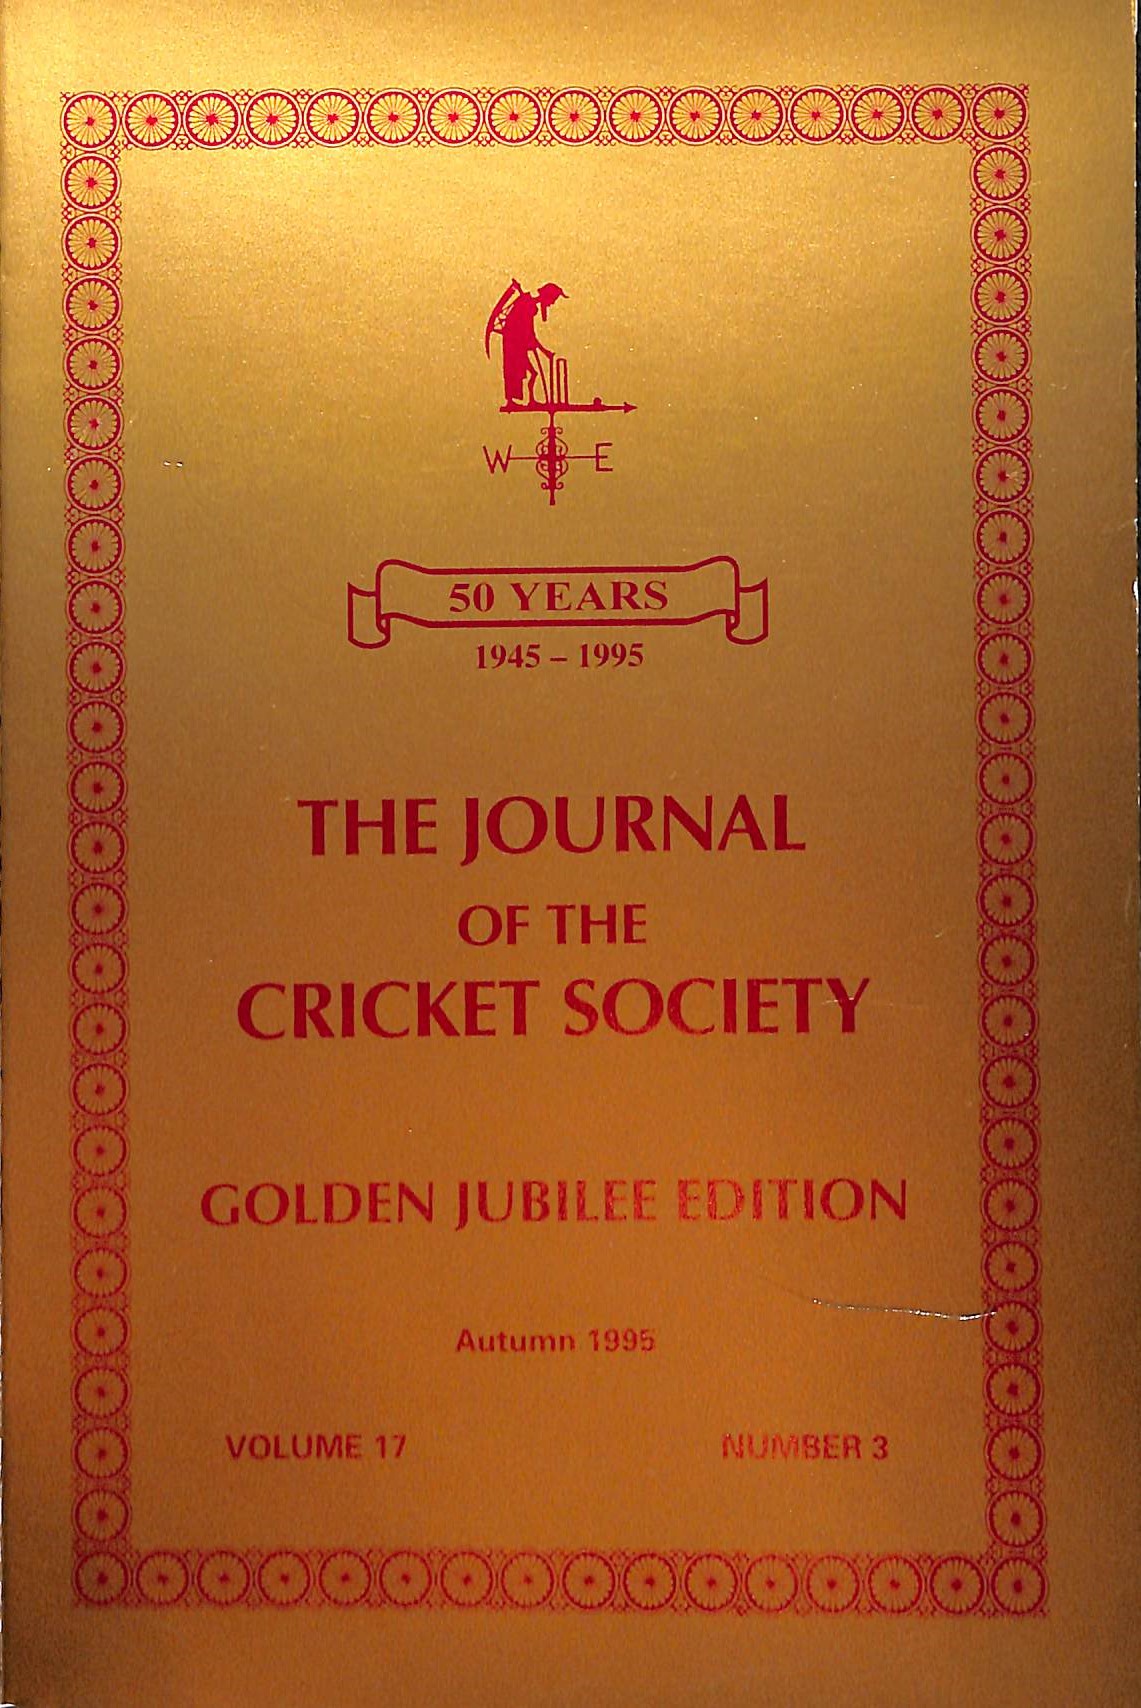 W E
50 YEARS
1945 – 1995
THE JOURNAL
OF THE
CRICKET SOCIETY
GOLDEN JUBILEE EDITION
Autumn 1995
VOLUME 17 NUMBER 3